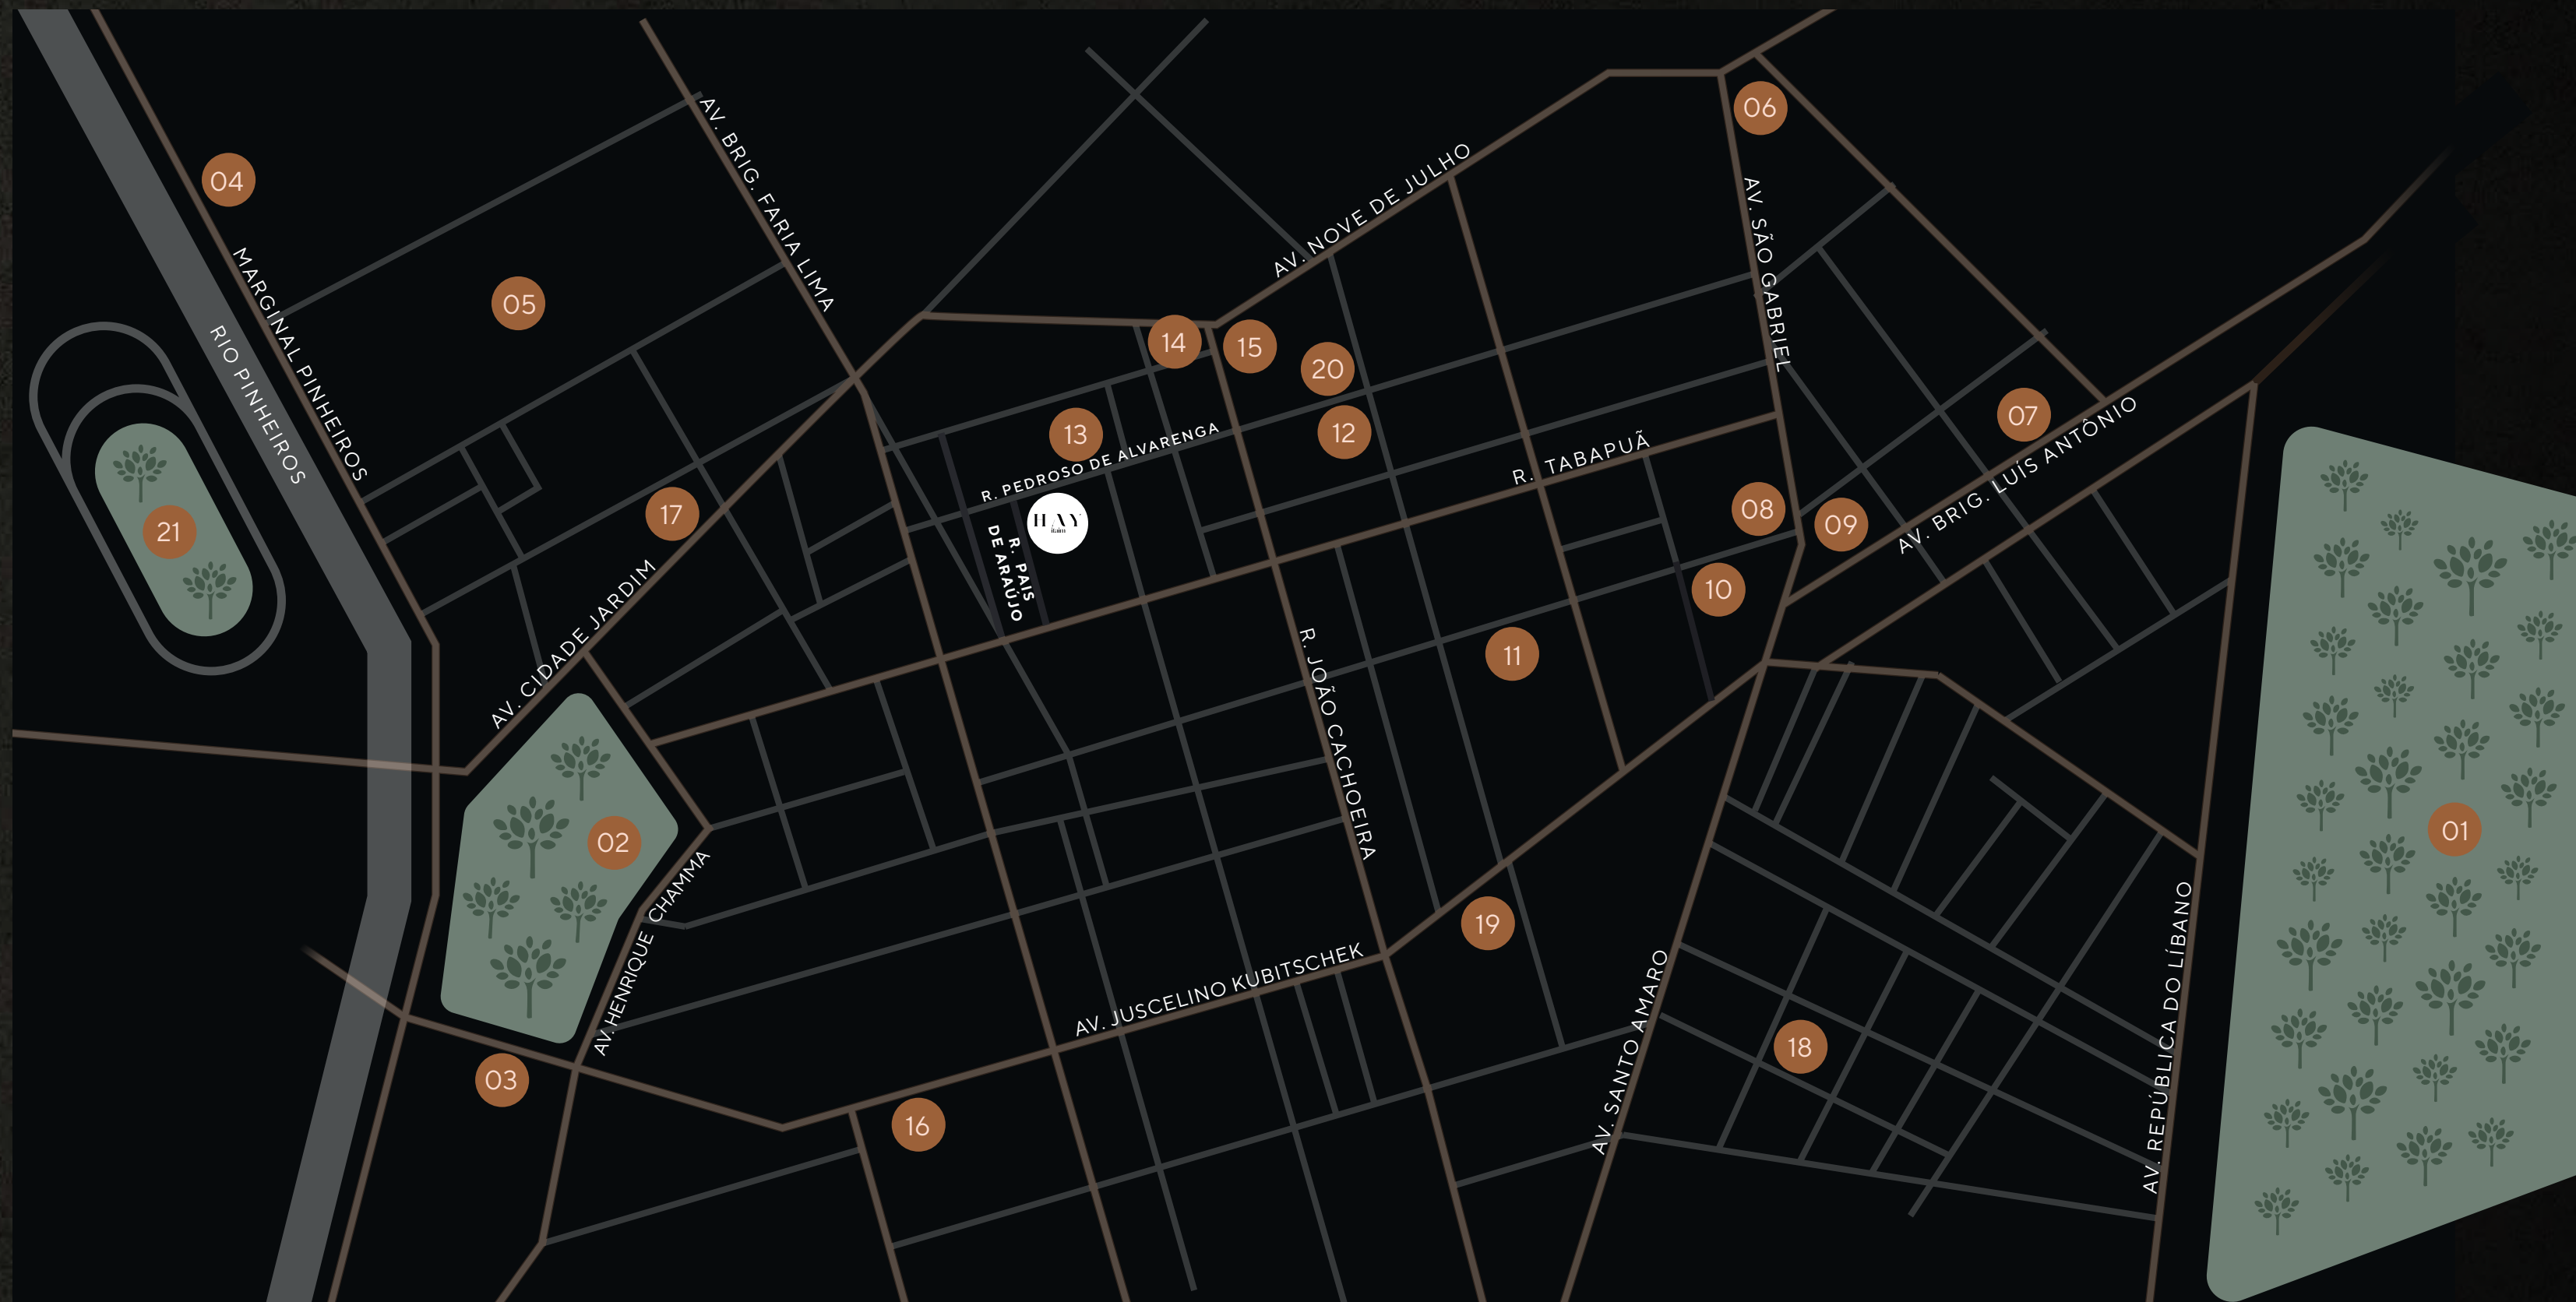 06
AV. BRIG. FARIA LIMA
AV. NOVE DE JULHO
04
AV. SÃO GABRIEL
MARGINAL PINHEIROS
05
RIO PINHEIROS
14
15
20
07
13
12
R. PEDROSO DE ALVARENGA
R. TABAPUÃ
AV. BRIG. LUÍS ANTÔNIO
17
08
09
HAY
itaim
21
R. PAIS
DE ARAÚJO
10
AV. CIDADE JARDIM
11
R. JOÃO CACHOEIRA
02
01
AV. HENRIQUE CHAMMA
19
AV. JUSCELINO KUBITSCHEK
AV. SANTO AMARO
AV. REPÚBLICA DO LÍBANO
18
03
16